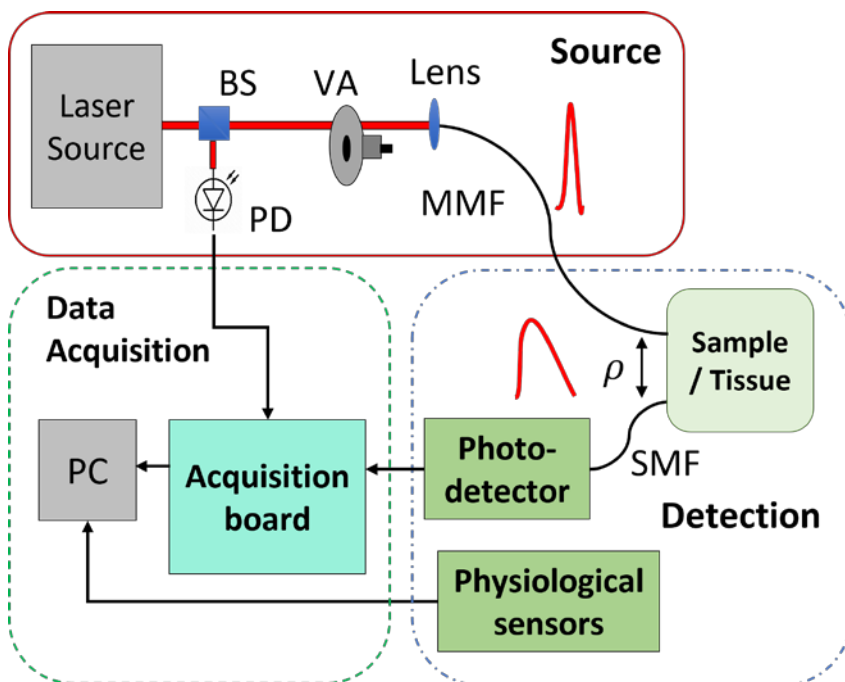 Source
Laser
Source
BS
VA
Lens
PD
MMF
Data
Acquisition
PC
Acquisition
board
Photo-
detector
ρ
Sample
/ Tissue
SMF
Detection
Physiological
sensors